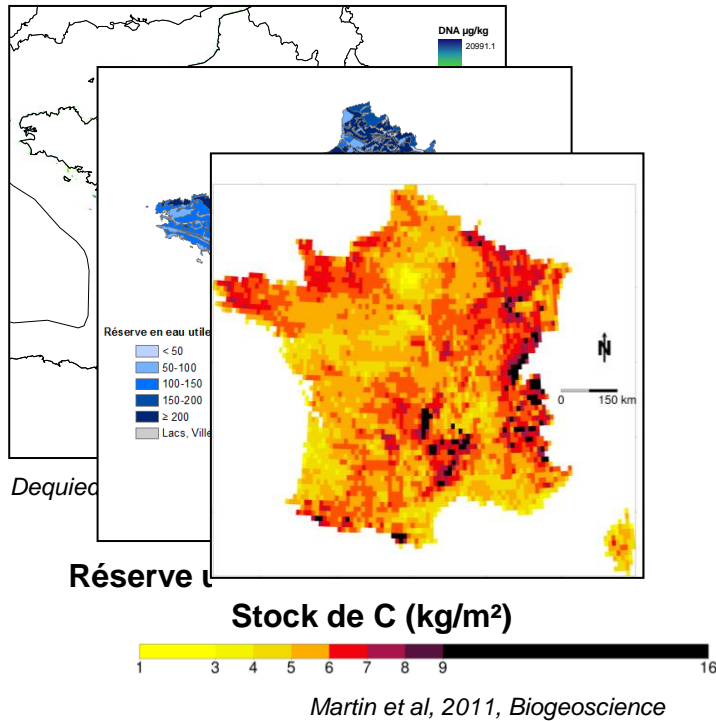 DNA µg/kg
20991.1
Réserve en eau utile
< 50
50-100
100-150
150-200
≥ 200
Lacs, Ville
N
0 150 km
Dequied
Réserve u
Stock de C (kg/m²)
1 3 4 5 6 7 8 9 16
Martin et al, 2011, Biogeoscience